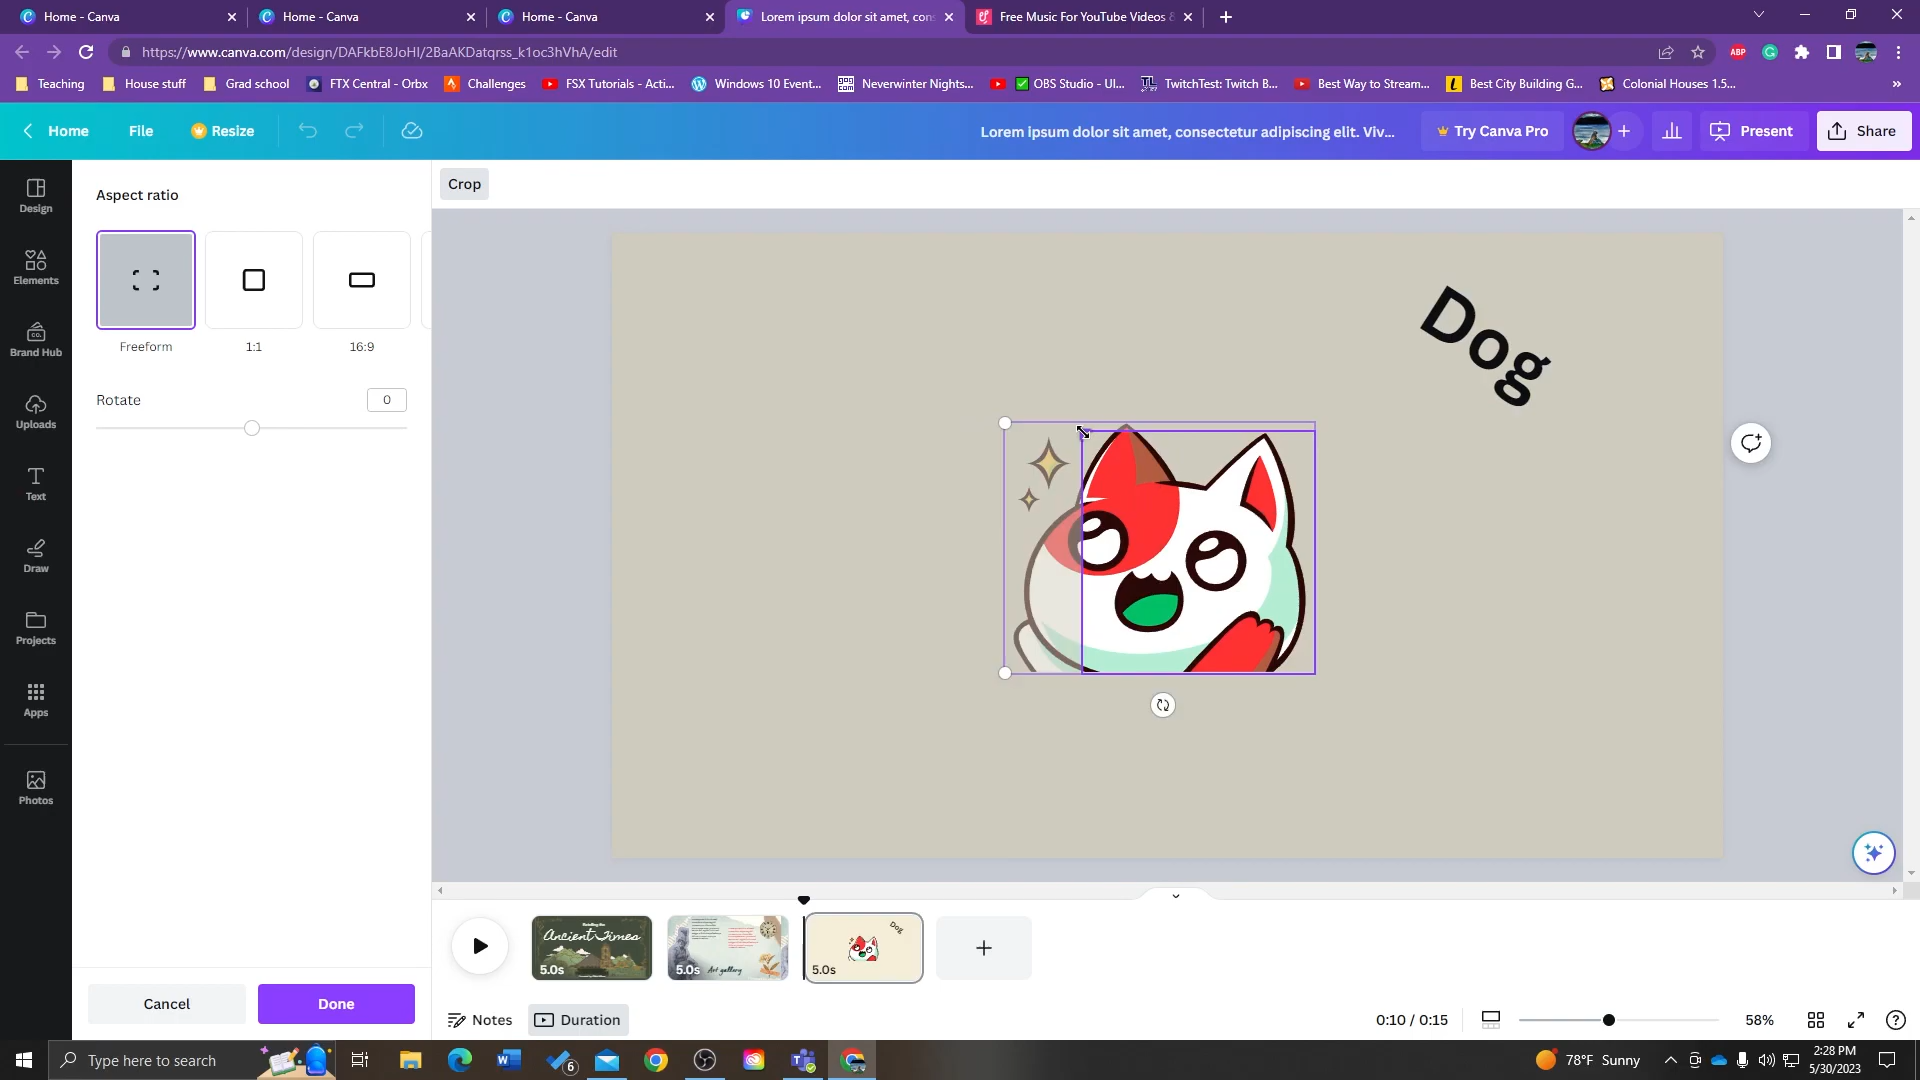 Home - Canva
Home - Canva
Home - Canva
Lorem ipsum dolor sit amet, con
Free Music For YouTube Videos &
https://www.canva.com/design/DAFkbE8JoHI/2BaAKDatqrss_k1oc3hVhA/edit
ABP
Teaching
House stuff
Grad school
FTX Central - Orbx
Challenges
FSX Tutorials - Acti...
Windows 10 Event...
Neverwinter Nights...
OBS Studio - Ul...
TwitchTest: Twitch B...
Best Way to Stream...
Best City Building G...
Colonial Houses 1.5...
Home
File
Resize
Lorem ipsum dolor sit amet, consectetur adipiscing elit. Viv...
Try Canva Pro
Present
Share
Design
Elements
Brand Hub
Uploads
Text
Draw
Projects
Apps
Photos
Aspect ratio
Freeform
1:1
16:9
Rotate
0
Cancel
Done
Crop
Dog
Ancient Times
5.0s
5.0s
Art gallery
Dog
5.0s
Notes
Duration
0:10 / 0:15
58%
Type here to search
6
78°F Sunny
2:28 PM
5/30/2023